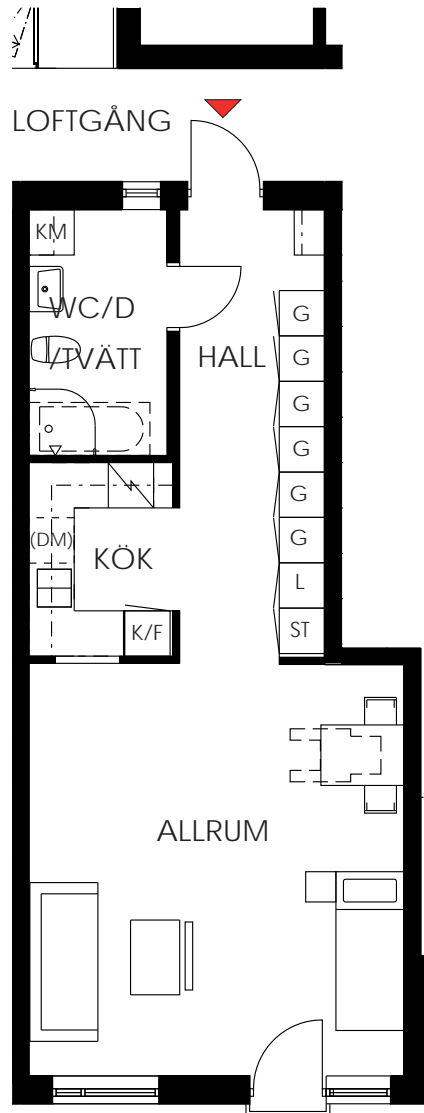 LOFTGÅNG
KM
WC/D
/TVÄTT
HALL
G
G
G
G
G
G
L
ST
(DM)
KÖK
K/F
ALLRUM